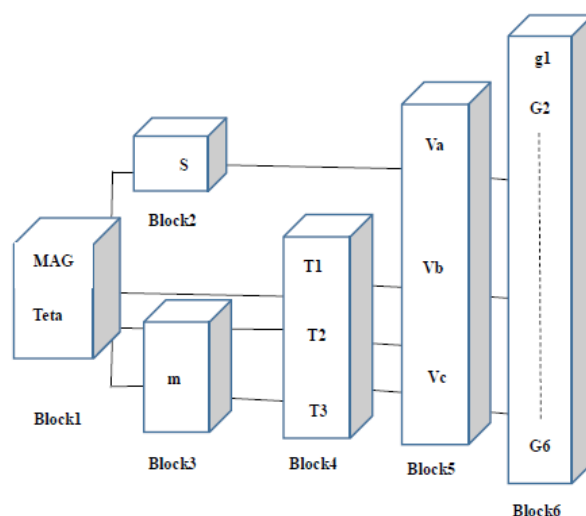 g1
G2
Va
S
Block2
MAG
T1
Vb
Teta
T2
m
Vc
T3
Block1
G6
Block3
Block4
Block5
Block6